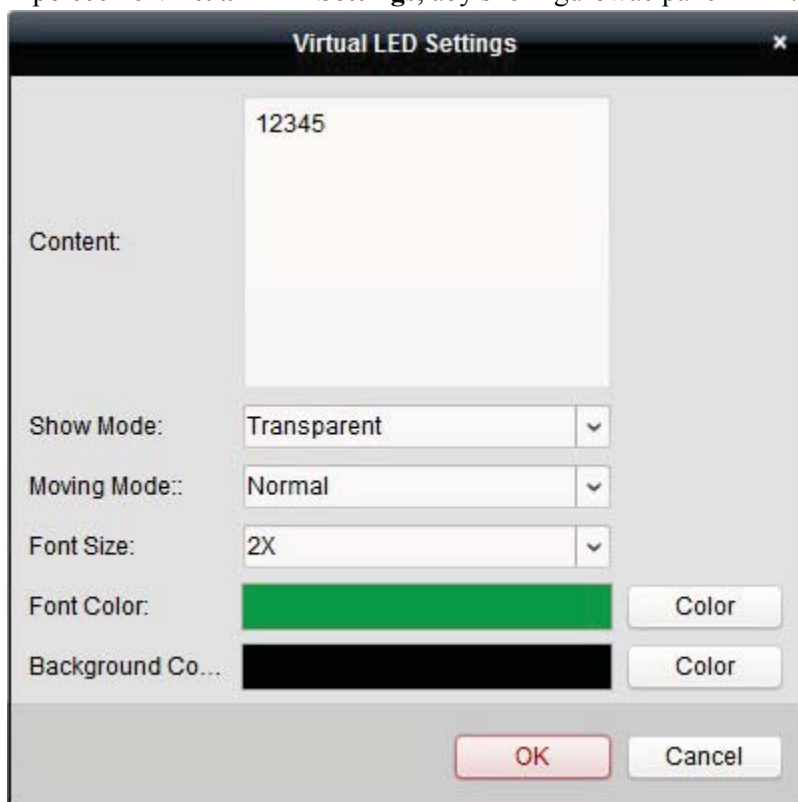 Settings
Virtual LED Settings
12345
Content:
Show Mode:
Transparent
Moving Mode::
Normal
Font Size:
2X
Font Color:
Color
Background Co...
Color
OK
Cancel